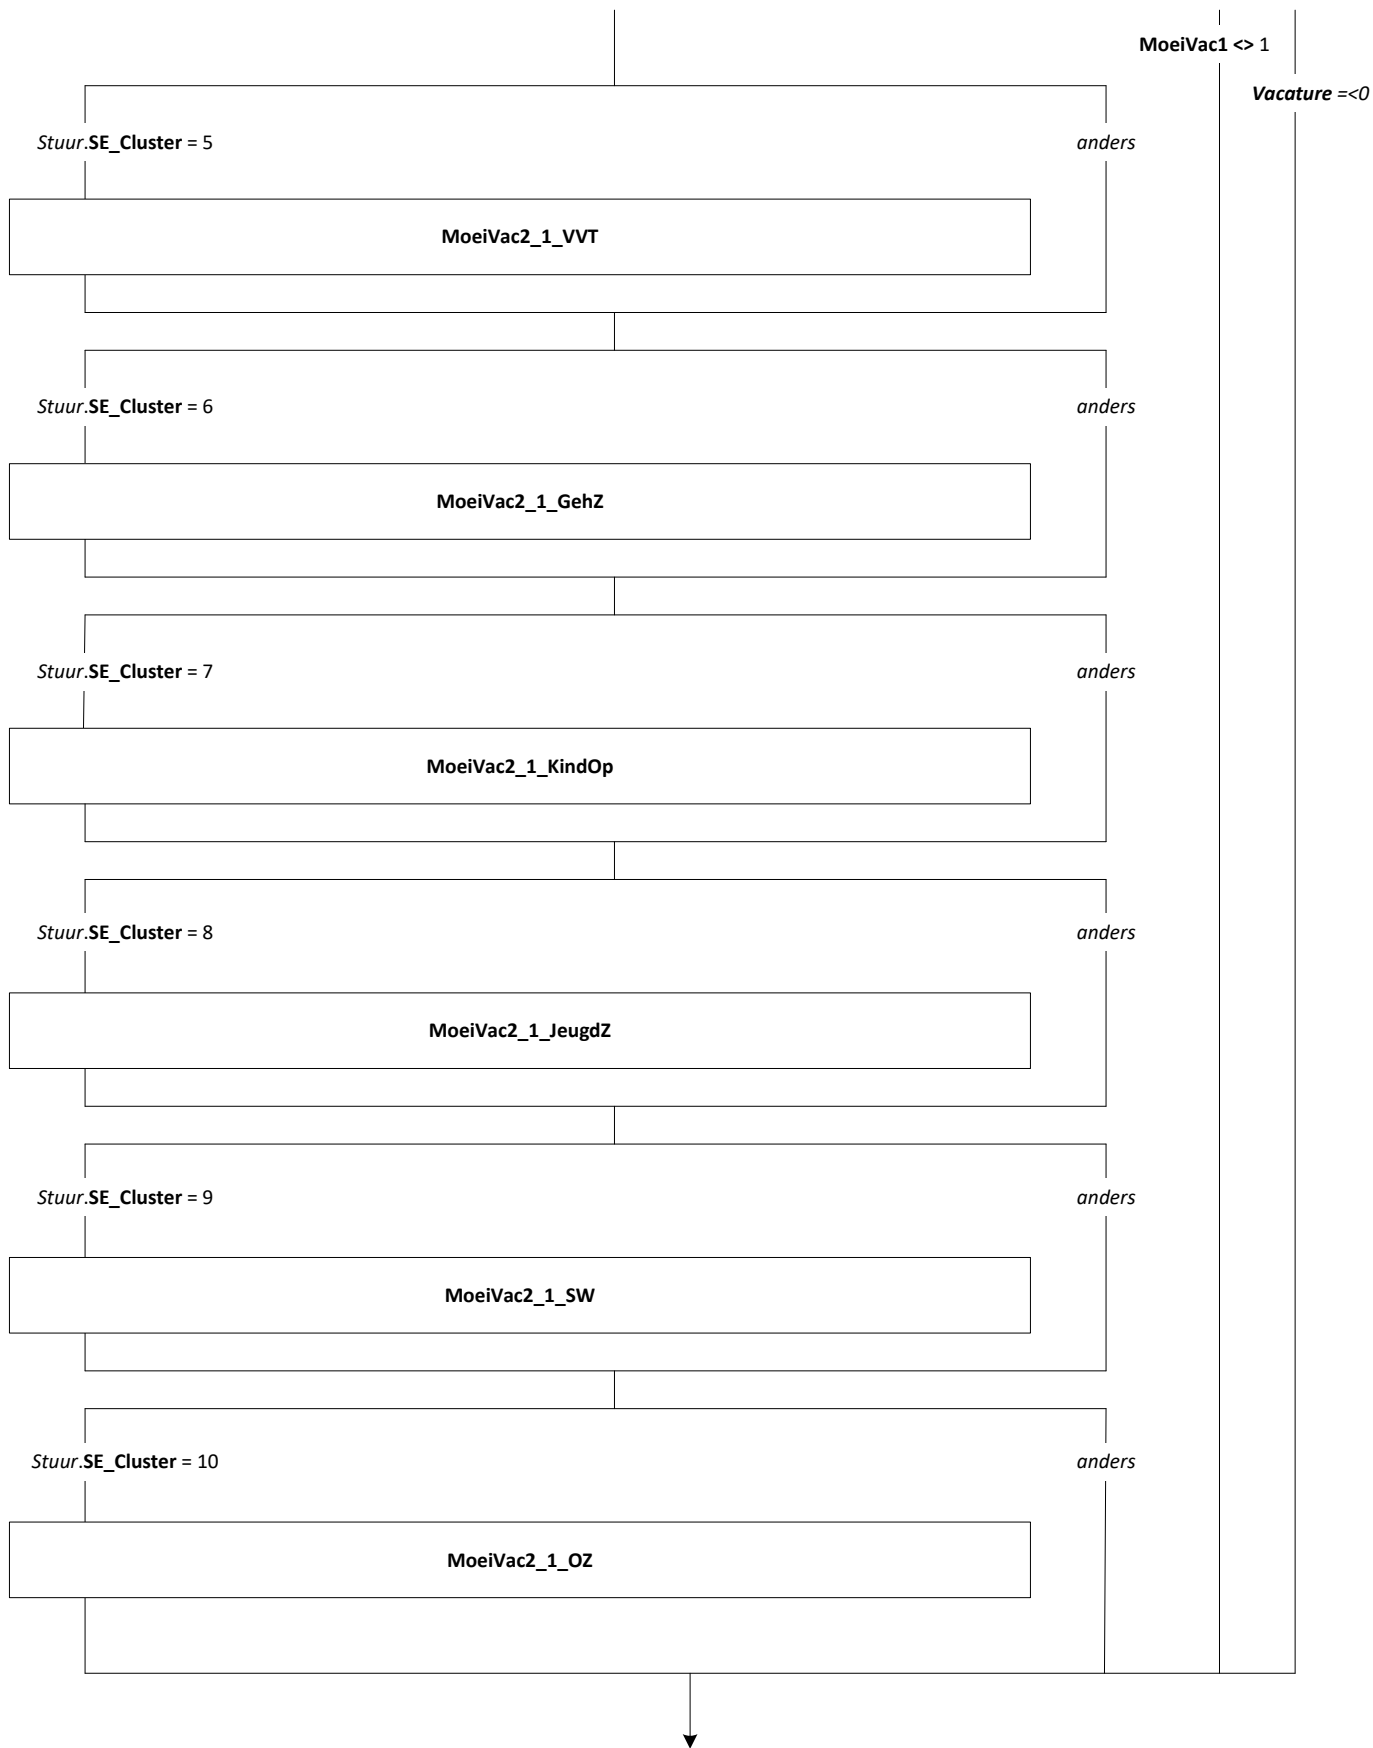 MoeiVac1 <> 1
Vacature =<0
Stuur.SE_Cluster = 5
anders
MoeiVac2_1_VVT
Stuur.SE_Cluster = 6
anders
MoeiVac2_1_GehZ
Stuur.SE_Cluster = 7
anders
MoeiVac2_1_KindOp
Stuur.SE_Cluster = 8
anders
MoeiVac2_1_JeugdZ
Stuur.SE_Cluster = 9
anders
MoeiVac2_1_SW
Stuur.SE_Cluster = 10
anders
MoeiVac2_1_OZ